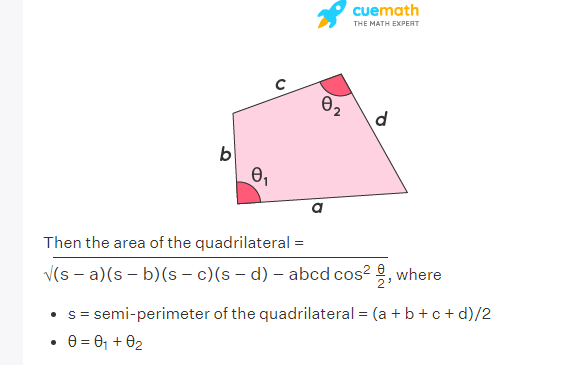 cuemath
THE MATH EXPERT
c
θ₂
d
b
θ₁
a
Then the area of the quadrilateral =
√(s – a)(s – b)(s – c)(s – d) – abcd cos² θ/2, where
• s = semi-perimeter of the quadrilateral = (a + b + c + d)/2
• θ = θ₁ + θ₂